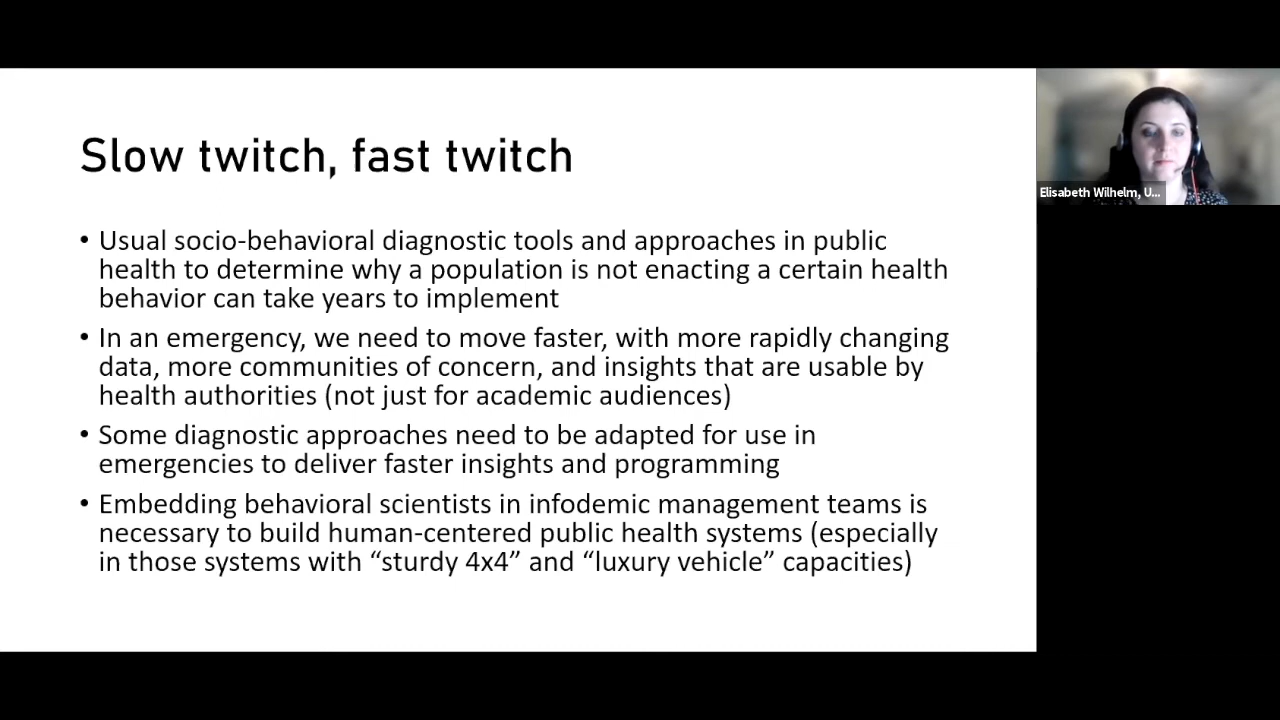 Slow twitch, fast twitch
• Usual socio-behavioral diagnostic tools and approaches in public
health to determine why a population is not enacting a certain health
behavior can take years to implement
• In an emergency, we need to move faster, with more rapidly changing
data, more communities of concern, and insights that are usable by
health authorities (not just for academic audiences)
• Some diagnostic approaches need to be adapted for use in
emergencies to deliver faster insights and programming
• Embedding behavioral scientists in infodemic management teams is
necessary to build human-centered public health systems (especially
in those systems with “sturdy 4x4” and “luxury vehicle” capacities)
Elisabeth Wilhelm, U...